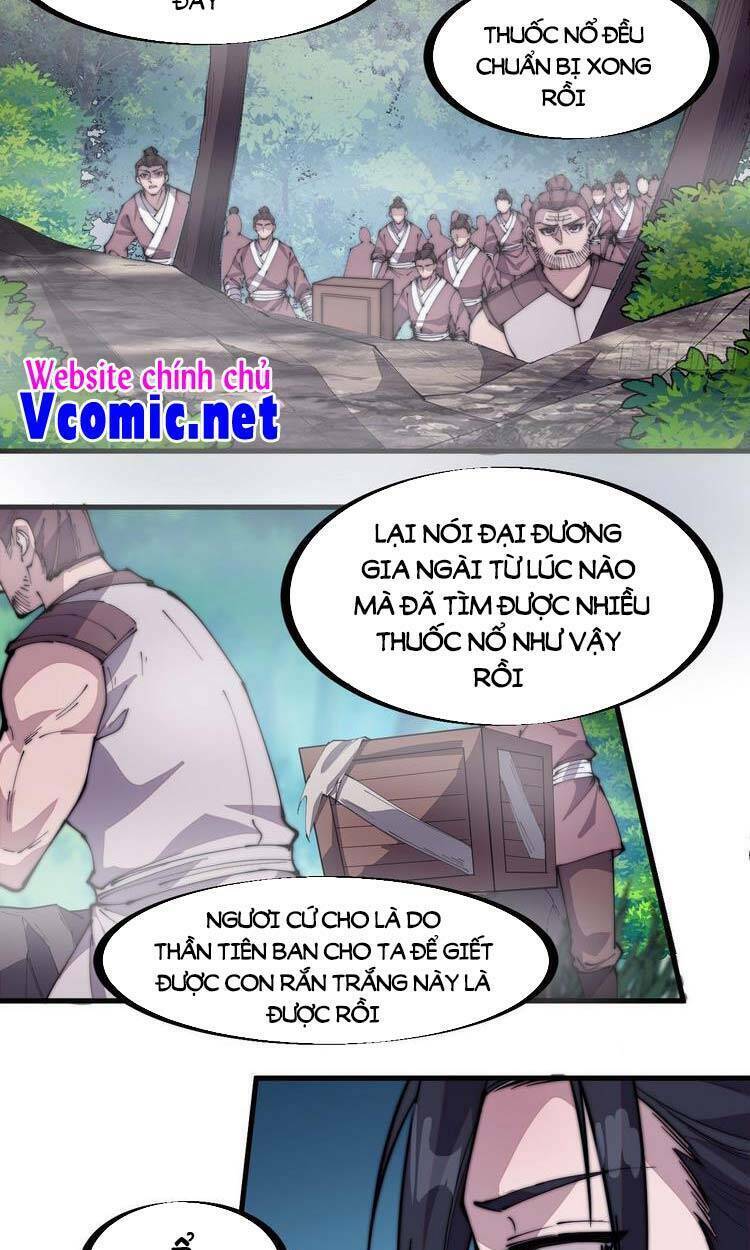 ĐÂY
THUỐC NỔ ĐỀU
CHUẨN BỊ XONG
RỒI
Website chính chủ
Vcomic.net
LẠI NÓI ĐẠI ĐƯƠNG
GIA NGÀI TỪ LÚC NÀO
MÀ ĐÃ TÌM ĐƯỢC NHIỀU
THUỐC NỔ NHƯ VẬY
RỒI
NGƯƠI CỨ CHO LÀ DO
THẦN TIÊN BAN CHO TA ĐỂ GIẾT
ĐƯỢC CON RẮN TRẮNG NÀY LÀ
ĐƯỢC RỒI